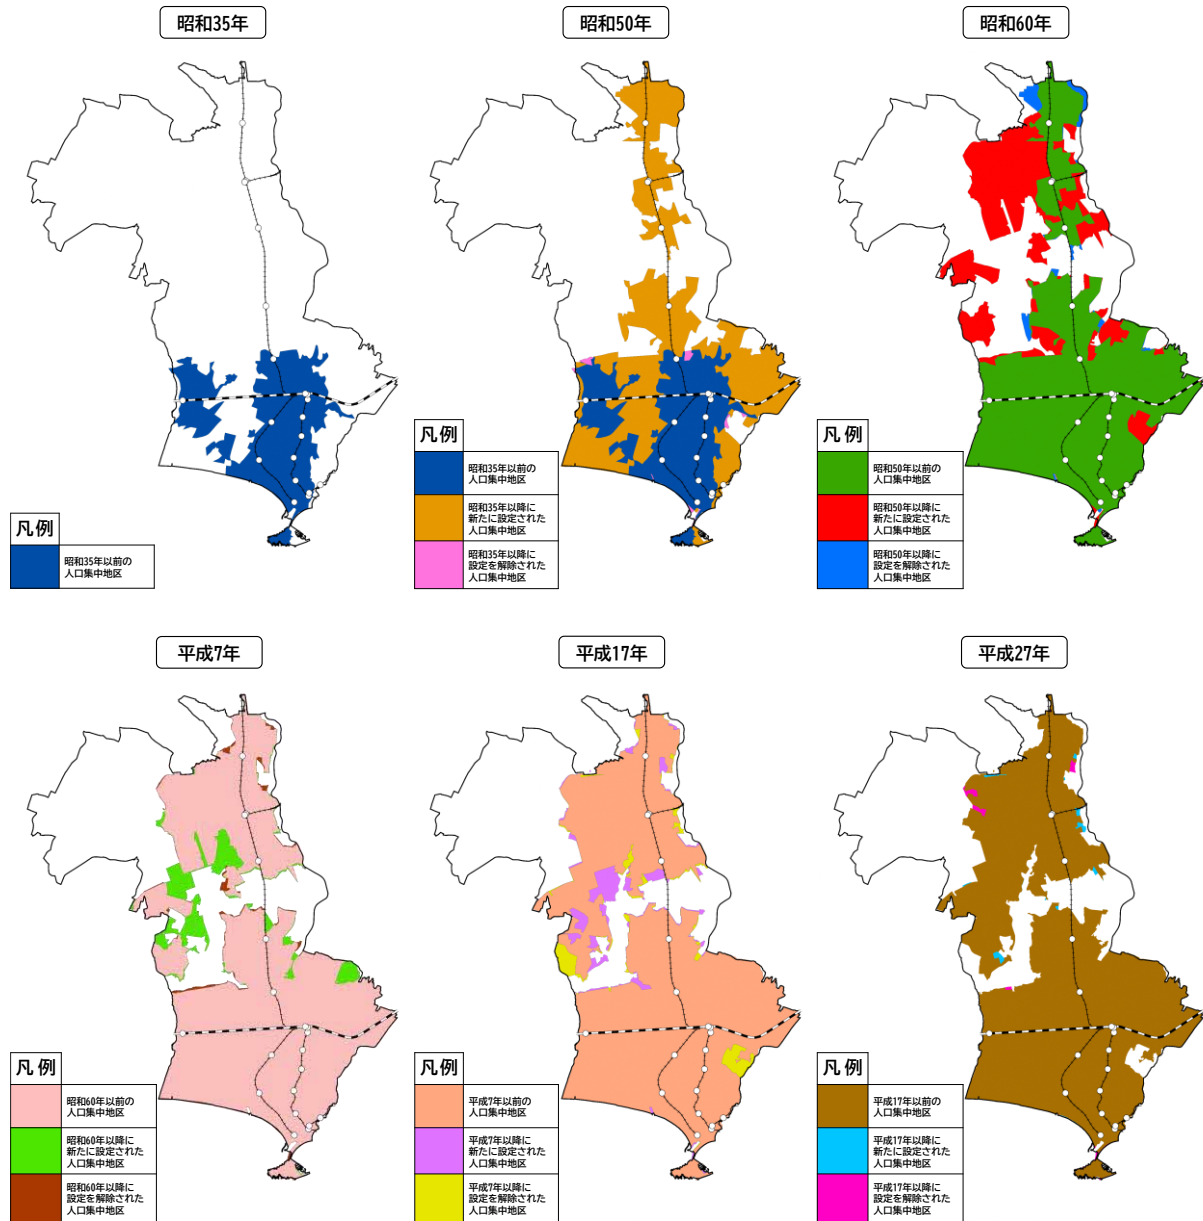 昭和35年
昭和50年
昭和60年
凡例
昭和35年以前の
人口集中地区
凡例
昭和35年以前の
人口集中地区
昭和35年以降に
新たに設定された
人口集中地区
昭和35年以降に
設定を解除された
人口集中地区
凡例
昭和50年以前の
人口集中地区
昭和50年以降に
新たに設定された
人口集中地区
昭和50年以降に
設定を解除された
人口集中地区
平成7年
平成17年
平成27年
凡例
昭和60年以前の
人口集中地区
昭和60年以降に
新たに設定された
人口集中地区
昭和60年以降に
設定を解除された
人口集中地区
凡例
平成7年以前の
人口集中地区
平成7年以降に
新たに設定された
人口集中地区
平成7年以降に
設定を解除された
人口集中地区
凡例
平成17年以前の
人口集中地区
平成17年以降に
新たに設定された
人口集中地区
平成17年以降に
設定を解除された
人口集中地区